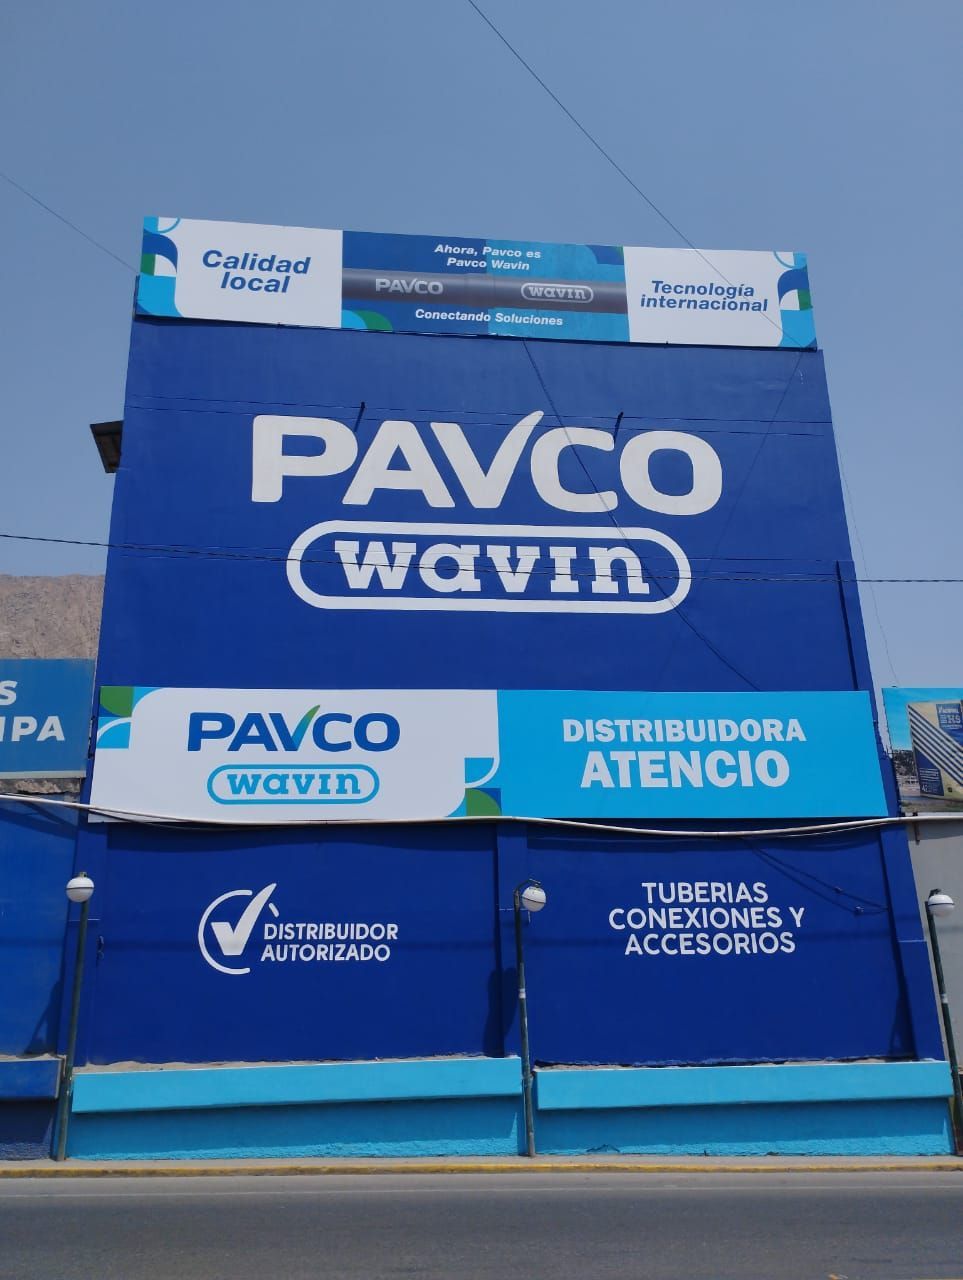 Calidad
local
Ahora, Pavco es
Pavco Wavin
PAVCO wavin
Conectando Soluciones
Tecnología
internacional
PAVCO
wavin
PAVCO
wavin
DISTRIBUIDORA
ATENCIO
S
IPA
DISTRIBUIDOR
AUTORIZADO
TUBERIAS
CONEXIONES Y
ACCESORIOS